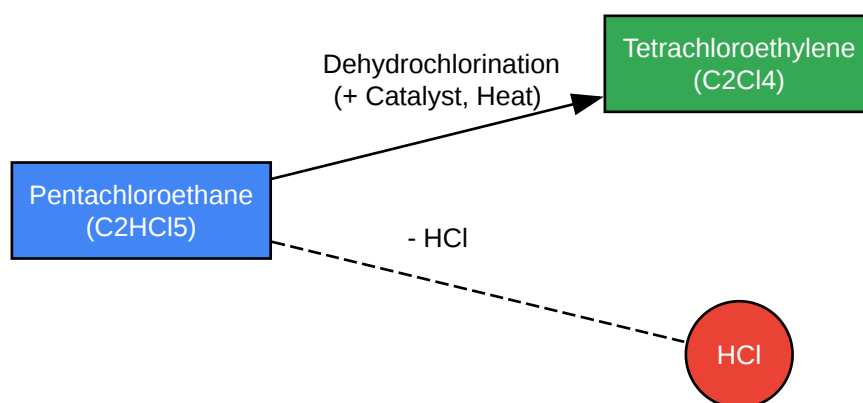 Tetrachloroethylene
(C2Cl4)
Dehydrochlorination
(+ Catalyst, Heat)
Pentachloroethane
(C2HCl5)
- HCl
HCl